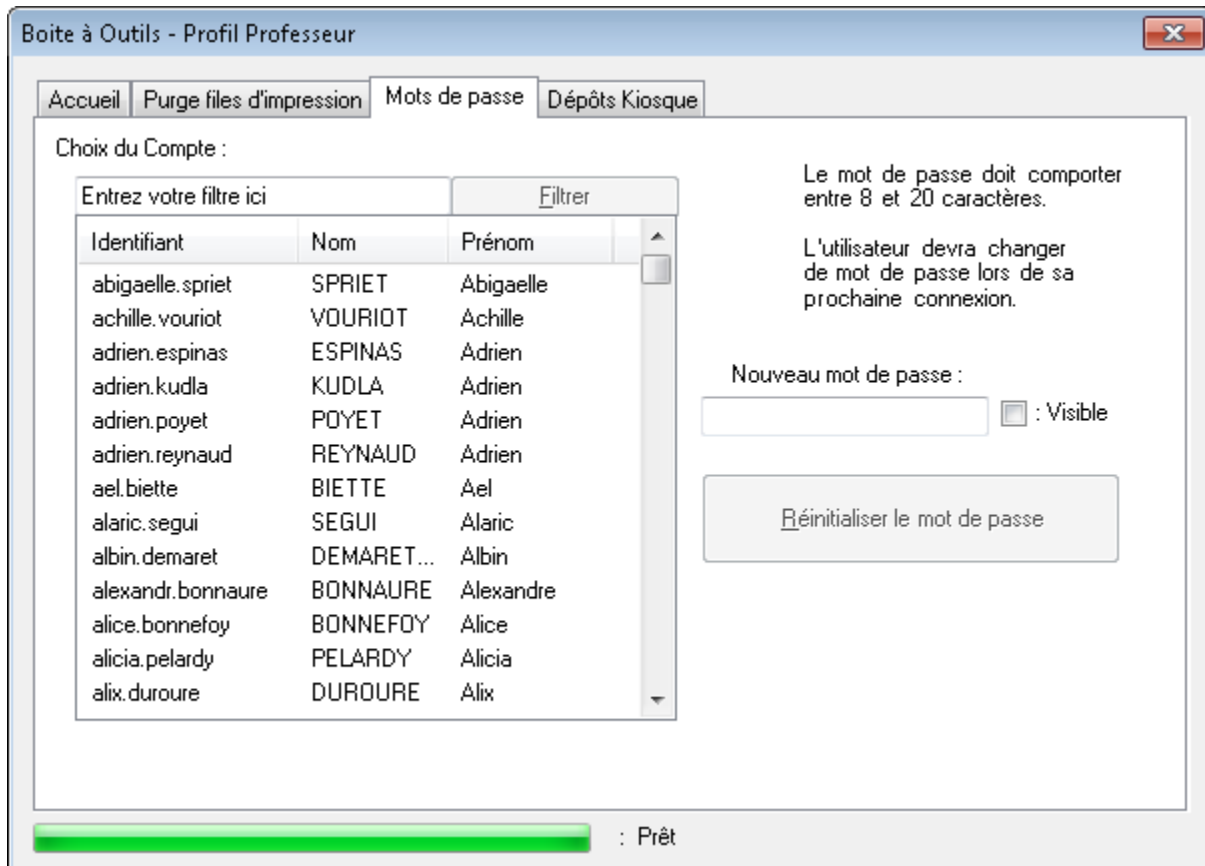 Boite à Outils - Profil Professeur
Accueil Purge files d'impression Mots de passe Dépôts Kiosque
Choix du Compte :
Entrez votre filtre ici Filtrer
Identifiant Nom Prénom
abigaelle.spriet SPRIET Abigaelle
achille.vouriot VOURIOT Achille
adrien.espinas ESPINAS Adrien
adrien.kudla KUDLA Adrien
adrien.poyet POYET Adrien
adrien.reynaud REYNAUD Adrien
ael.biette BIETTE Ael
alaric.segui SEGUI Alaric
albin.demaret DEMARET... Albin
alexandr.bonnaure BONNAURE Alexandre
alice.bonnefoy BONNEFOY Alice
alicia.pelardy PELARDY Alicia
alix.duroure DUROURE Alix
Le mot de passe doit comporter
entre 8 et 20 caractères.
L'utilisateur devra changer
de mot de passe lors de sa
prochaine connexion.
Nouveau mot de passe :
: Visible
Réinitialiser le mot de passe
: Prêt